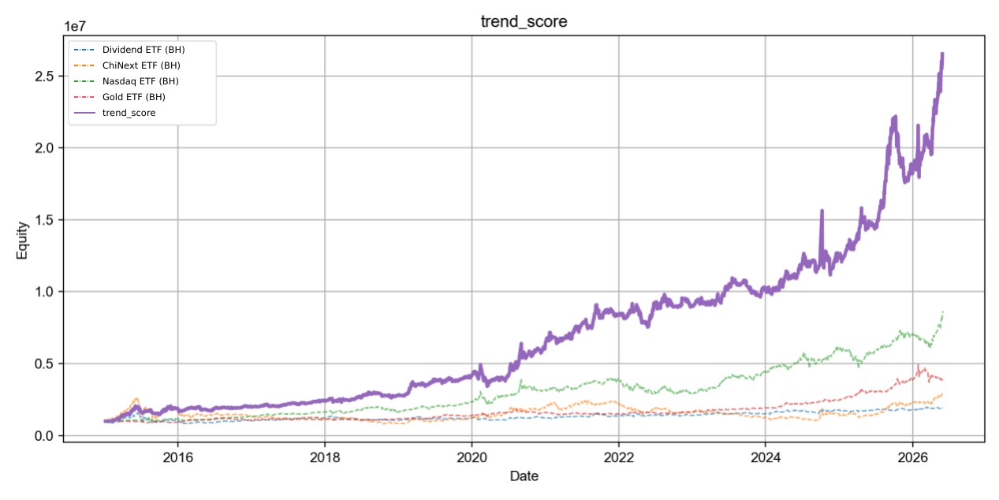 trend_score
1e7
Dividend ETF (BH)
ChiNext ETF (BH)
Nasdaq ETF (BH)
Gold ETF (BH)
trend_score
2.5
2.0
1.5
1.0
0.5
0.0
Equity
2016 2018 2020 2022 2024 2026
Date